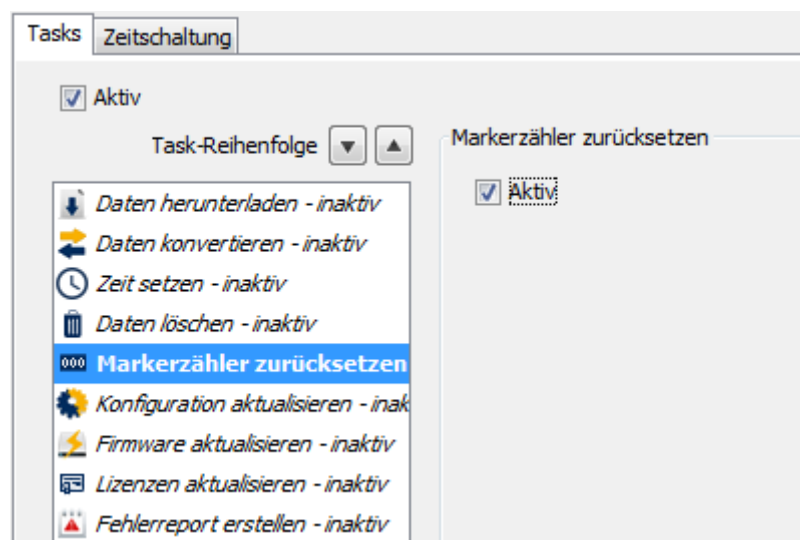 Tasks Zeitschaltung
Aktiv
Task-Reihenfolge
Markerzähler zurücksetzen
Aktiv
Daten herunterladen - inaktiv
Daten konvertieren - inaktiv
Zeit setzen - inaktiv
Daten löschen - inaktiv
000 Markerzähler zurücksetzen
Konfiguration aktualisieren - inak
Firmware aktualisieren - inaktiv
Lizenzen aktualisieren - inaktiv
Fehlerreport erstellen - inaktiv